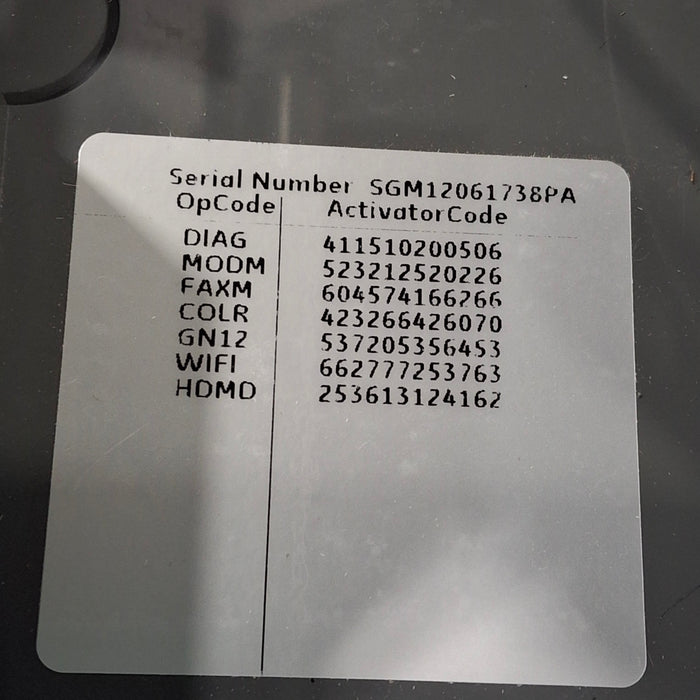 Serial Number SGM12061738PA
OpCode ActivatorCode
DIAG 411510200506
MODM 523212520226
FAXM 604574166266
COLR 423266426070
GN12 537205356453
WIFI 662777253763
HDMD 253613124162